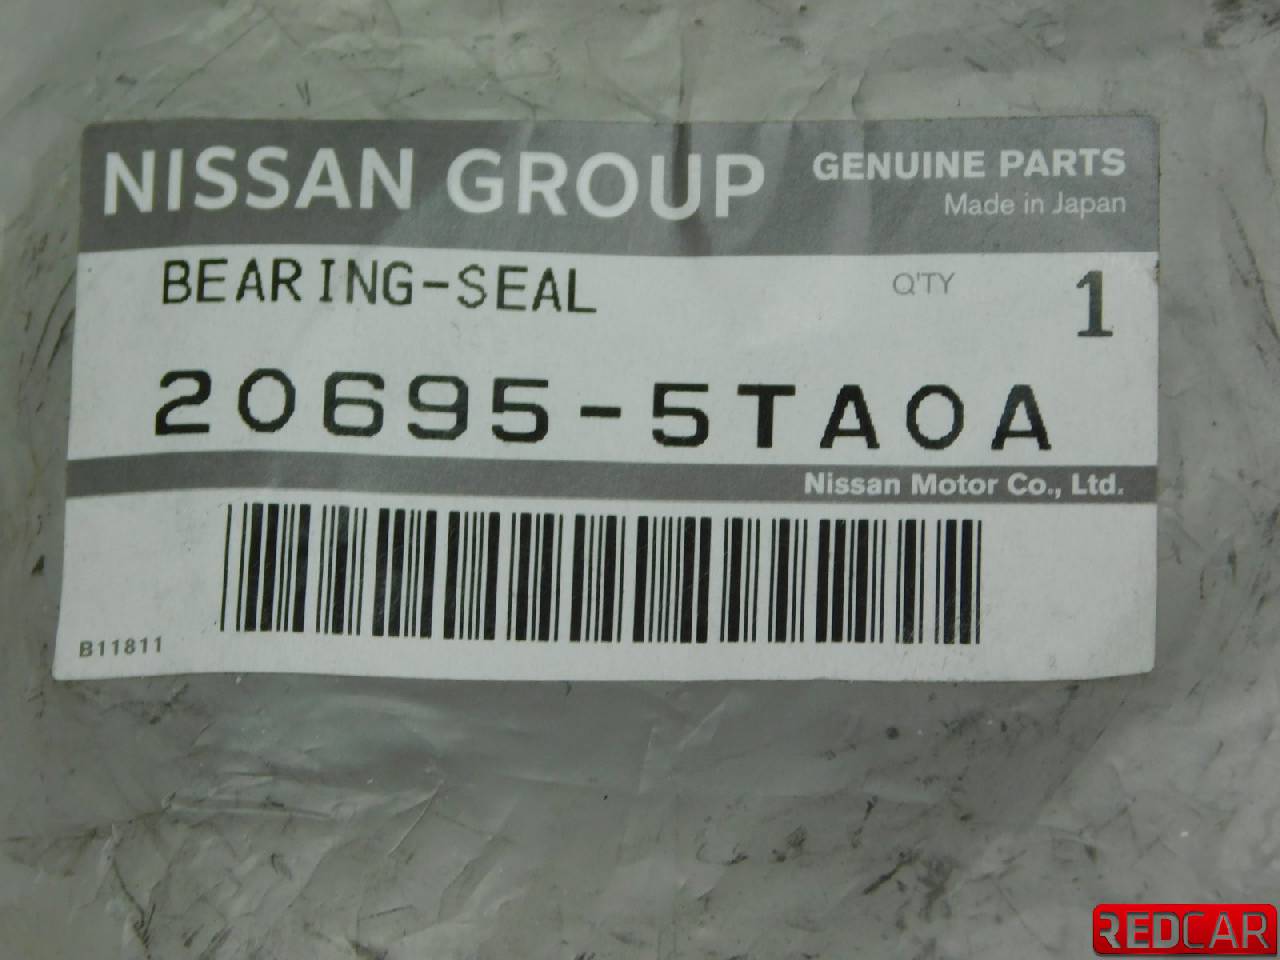 NISSAN GROUP
GENUINE PARTS
Made in Japan
BEARING-SEAL
Q'TY 1
20695-5TA0A
Nissan Motor Co., Ltd.
B11811
REDCAR